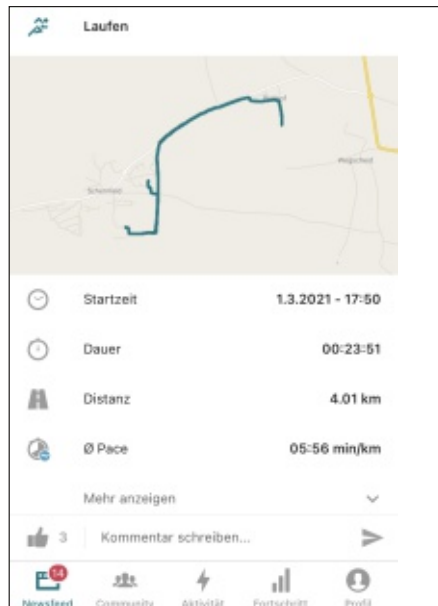 Laufen
Wegscheid
Startzeit 1.3.2021 - 17:50
Dauer 00:23:51
Distanz 4.01 km
Ø Pace 05:56 min/km
Mehr anzeigen
3 Kommentar schreiben...
14
Newsfeed Community Aktivität Fortschritt Profil